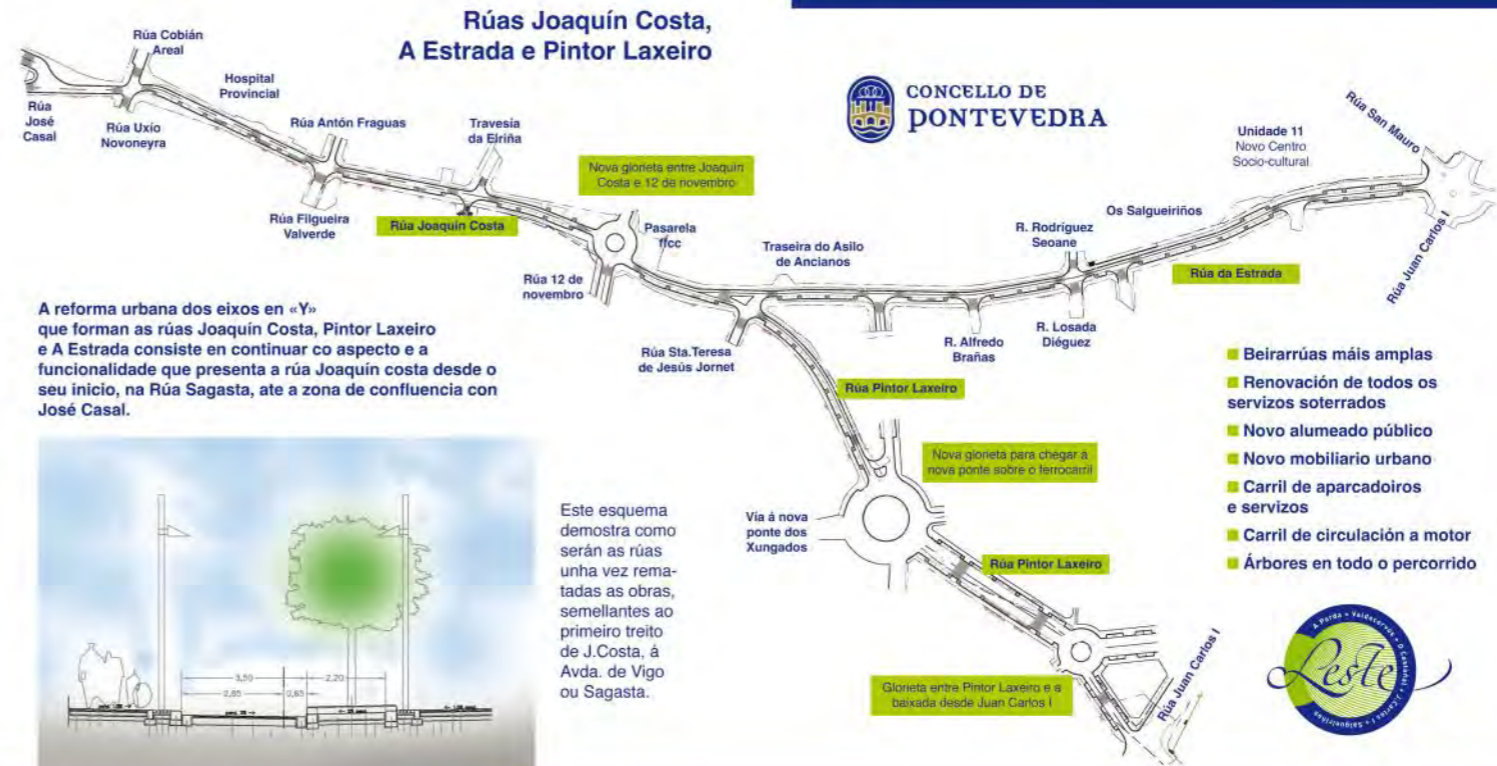 Rúas Joaquín Costa,
A Estrada e Pintor Laxeiro
CONCELLO DE
PONTEVEDRA
Rúa Cobián
Areal
Hospital
Provincial
Rúa
José
Casal
Rúa Uxío
Novoneyra
Rúa Antón Fraguas
Travesía
da Eiriña
Nova glorieta entre Joaquín
Costa e 12 de novembro
Rúa Filgueira
Valverde
Rúa Joaquín Costa
Pasarela
ffcc
Rúa 12 de
novembro
Traseira do Asilo
de Ancianos
R. Rodríguez
Seoane
Os Salgueiriños
Unidade 11
Novo Centro
Socio-cultural
Rúa San Mauro
Rúa Juan Carlos I
Rúa da Estrada
Rúa Sta.Teresa
de Jesús Jornet
R. Alfredo
Brañas
R. Losada
Diéguez
A reforma urbana dos eixos en «Y»
que forman as rúas Joaquín Costa, Pintor Laxeiro
e A Estrada consiste en continuar co aspecto e a
funcionalidade que presenta a rúa Joaquín costa desde o
seu inicio, na Rúa Sagasta, ate a zona de confluencia con
José Casal.
Rúa Pintor Laxeiro
Nova glorieta para chegar á
nova ponte sobre o ferrocarril
Vía á nova
ponte dos
Xungados
Rúa Pintor Laxeiro
Glorieta entre Pintor Laxeiro e a
baixada desde Juan Carlos I
Rúa Juan Carlos I
Este esquema
demostra como
serán as rúas
unha vez rema-
tadas as obras,
semellantes ao
primeiro treito
de J.Costa, á
Avda. de Vigo
ou Sagasta.
3,50
2,20
2,85
0,65
Beirarrúas máis amplas
Renovación de todos os
servizos soterrados
Novo alumeado público
Novo mobiliario urbano
Carril de aparcadoiros
e servizos
Carril de circulación a motor
Árbores en todo o percorrido
A Parda • Valdecorvos • O Castañal • J.Carlos I • Salgueiriños
Leste